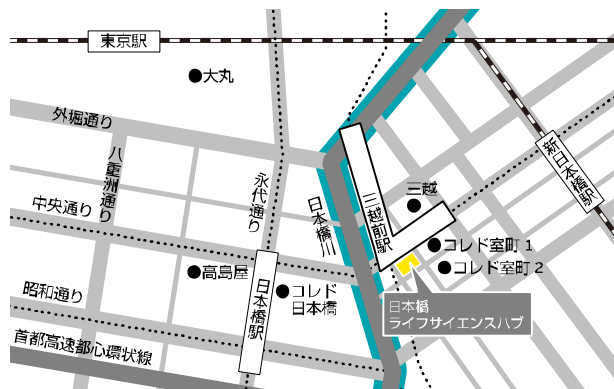 東京駅
大丸
外堀通り
八重洲通り
永代通り
日本橋川
三越前駅
三越
新日本橋駅
中央通り
コレド室町 1
コレド室町 2
高島屋
日本橋駅
コレド
日本橋
昭和通り
日本橋
ライフサイエンスハブ
首都高速都心環状線